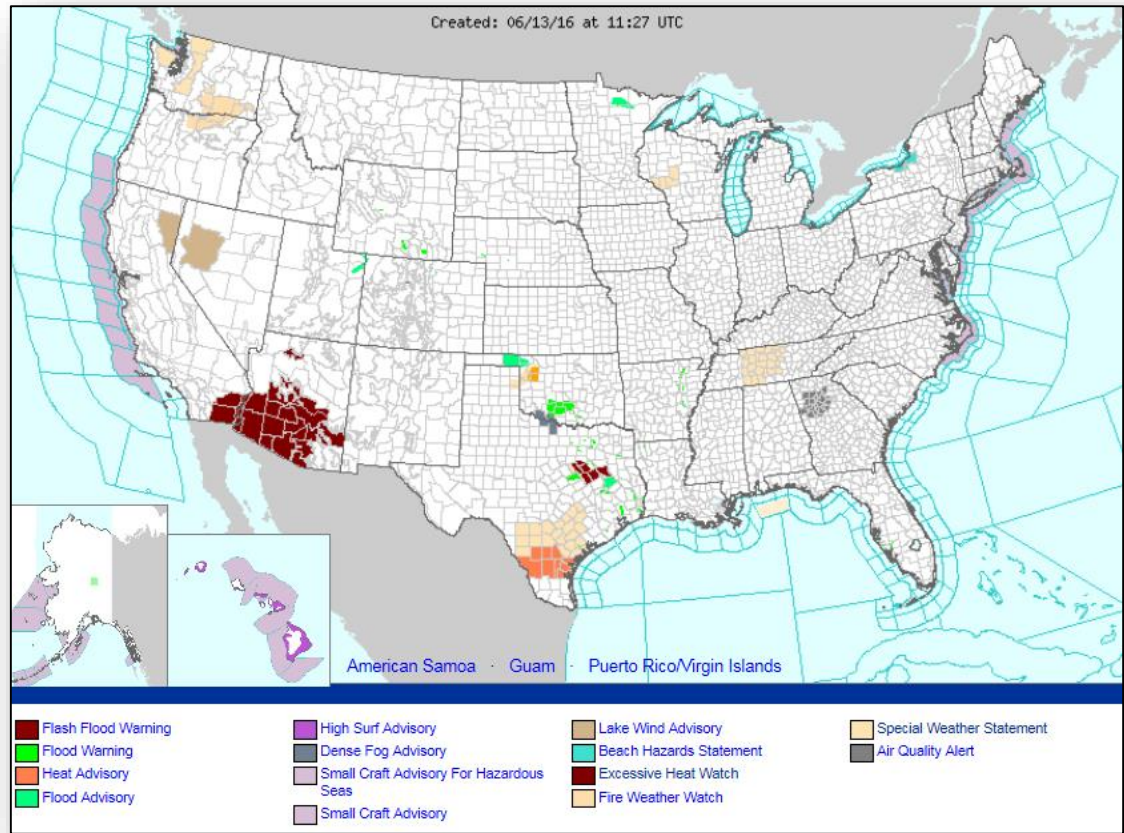 Created: 06/13/16 at 11:27 UTC
American Samoa · Guam · Puerto Rico/Virgin Islands
Flash Flood Warning
Flood Warning
Heat Advisory
Flood Advisory
High Surf Advisory
Dense Fog Advisory
Small Craft Advisory For Hazardous
Seas
Small Craft Advisory
Lake Wind Advisory
Beach Hazards Statement
Excessive Heat Watch
Fire Weather Watch
Special Weather Statement
Air Quality Alert